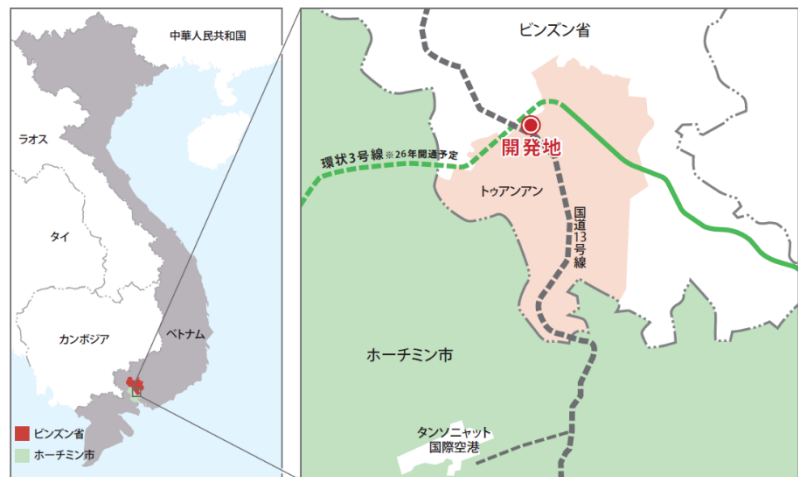 中華人民共和国
ラオス
タイ
カンボジア
ベトナム
ビンズン省
ホーチミン市
ビンズン省
環状3号線※26年開通予定
開発地
トゥアンアン
国道13号線
ホーチミン市
タンソニャット
国際空港